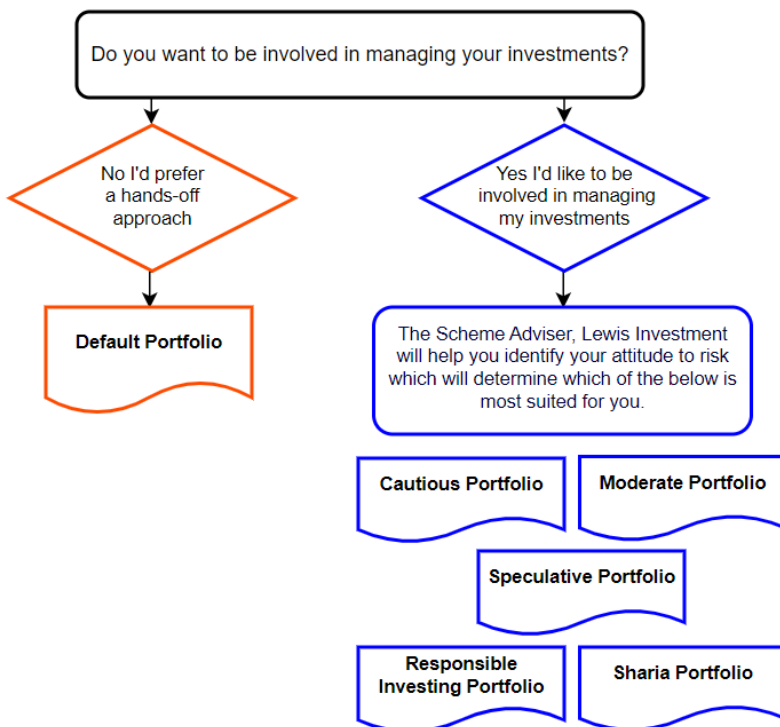 Do you want to be involved in managing your investments?
No I'd prefer
a hands-off
approach
Yes I'd like to be
involved in managing
my investments
Default Portfolio
The Scheme Adviser, Lewis Investment
will help you identify your attitude to risk
which will determine which of the below is
most suited for you.
Cautious Portfolio
Moderate Portfolio
Speculative Portfolio
Responsible
Investing Portfolio
Sharia Portfolio